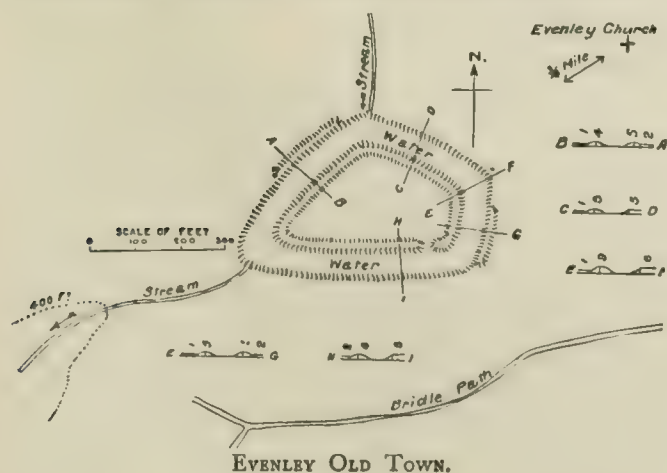 Evenley Church
¾ Mile
N.
Stream
Water
A
B
C
D
E
F
G
H
I
SCALE OF FEET
0 100 200 300
Water
400 FT
Stream
B A
C D
E F
E G
H I
Bridle Path
EVENLEY OLD TOWN.